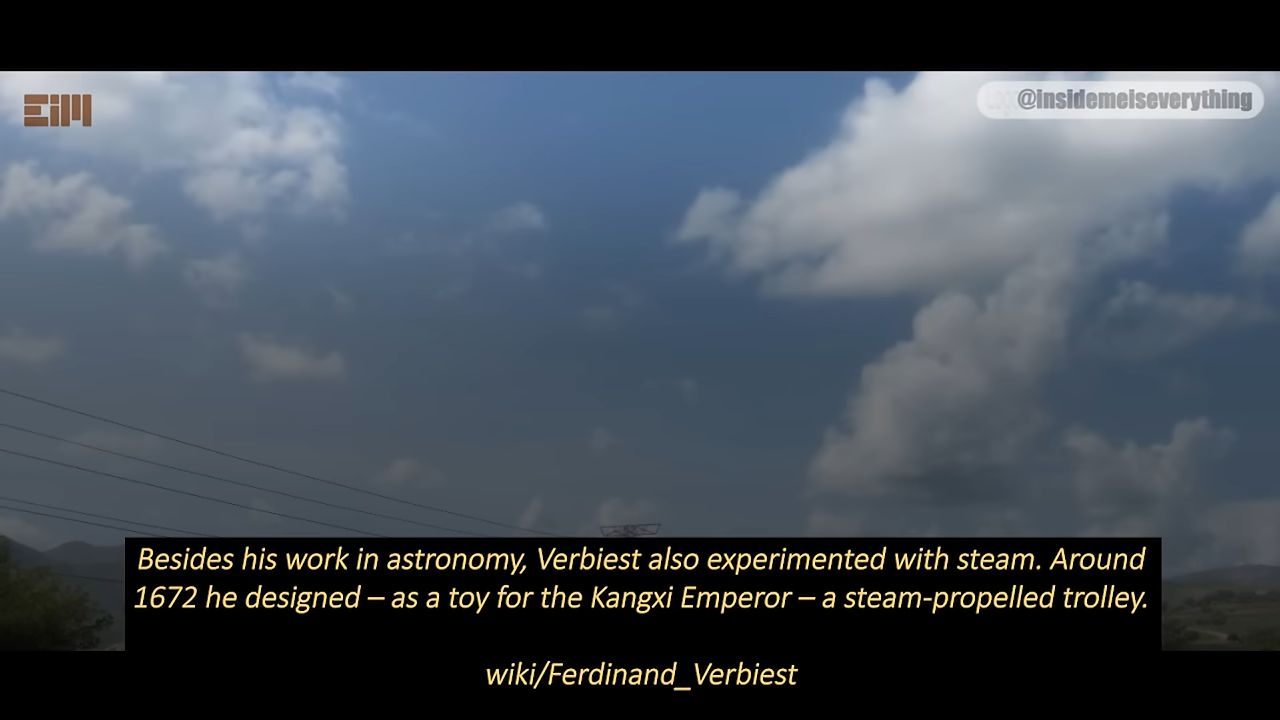 EIM
@insidemeiseverything
Besides his work in astronomy, Verbiest also experimented with steam. Around
1672 he designed – as a toy for the Kangxi Emperor – a steam-propelled trolley.
wiki/Ferdinand_Verbiest